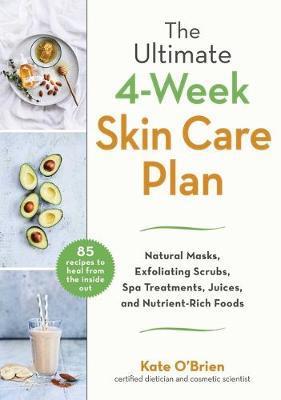 The
Ultimate
4-Week
Skin Care
Plan
85
recipes to
heal from
the inside
out
Natural Masks,
Exfoliating Scrubs,
Spa Treatments, Juices,
and Nutrient-Rich Foods
Kate O'Brien
certified dietician and cosmetic scientist